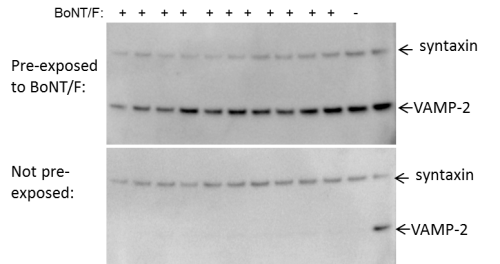 BoNT/F: + + + + + + + + + + -
syntaxin
Pre-exposed
to BoNT/F:
VAMP-2
Not pre-
exposed:
syntaxin
VAMP-2